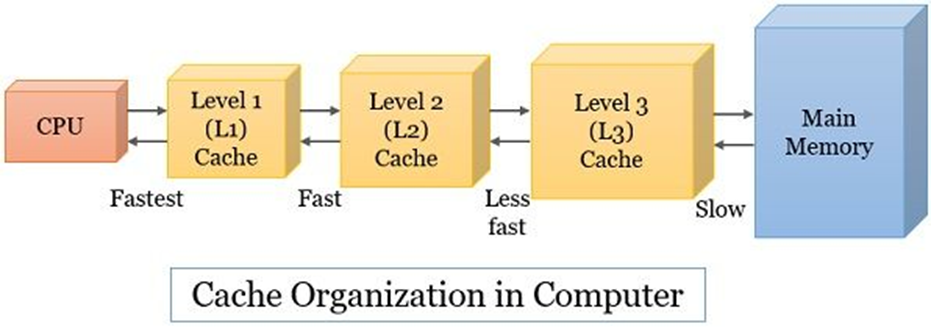 CPU
Level 1
(L1)
Cache
Level 2
(L2)
Cache
Level 3
(L3)
Cache
Main
Memory
Fastest
Fast
Less
fast
Slow
Cache Organization in Computer